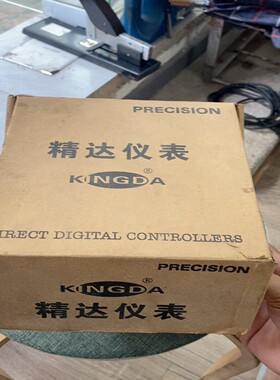 PRECISION
精达仪表
KINGDA®
DIRECT DIGITAL CONTROLLERS
PRECISION
KINGDA®
精达仪表